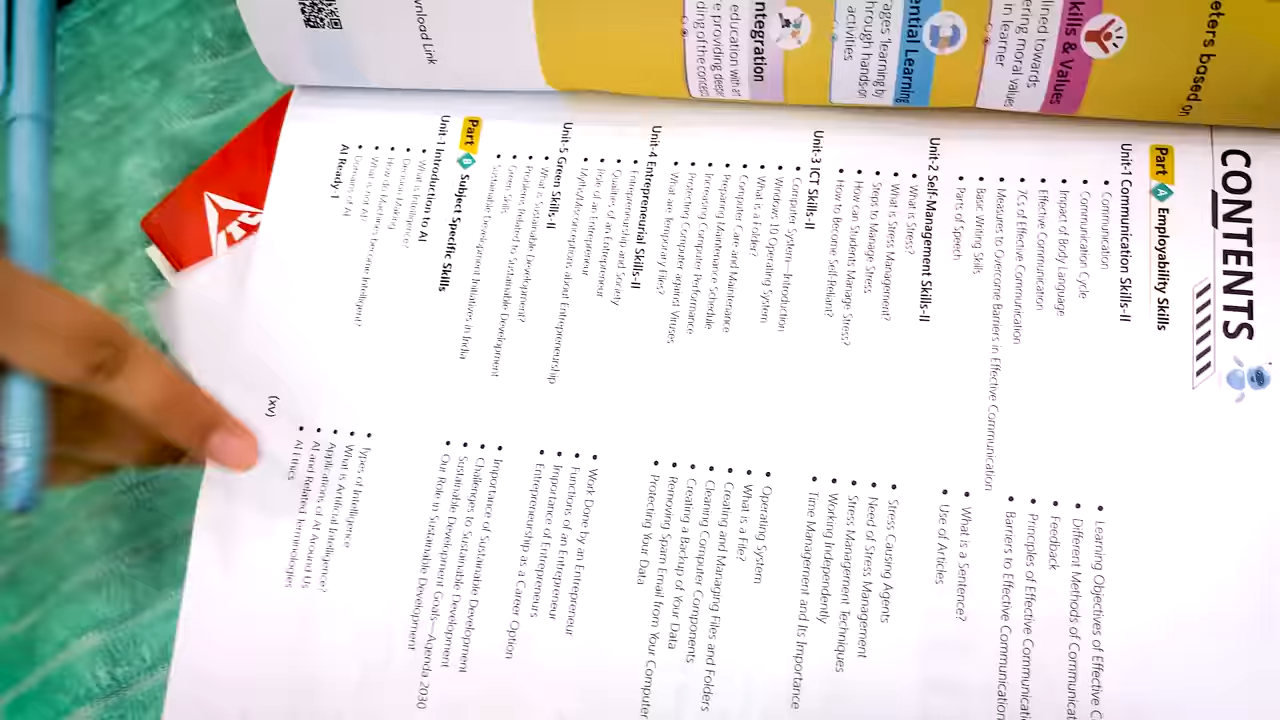 eters based on
kills & Values
lined towards
ering moral values
in learner
ential Learning
ages learning by
hrough hands-on
activities
ntegration
education with at
e providing deep
ding of the concep
wnload Link
CONTENTS
Part A Employability Skills
Unit-1 Communication Skills-II
• Communication
• Communication Cycle
• Impact of Body Language
• Effective Communication
• 7Cs of Effective Communication
• Measures to Overcome Barriers in Effective Communication
• Basic Writing Skills
• Parts of Speech
• Learning Objectives of Effective C
• Different Methods of Communicat
• Feedback
• Principles of Effective Communicati
• Barriers to Effective Communication
• What is a Sentence?
• Use of Articles
Unit-2 Self-Management Skills-II
• What is Stress?
• What is Stress Management?
• Steps to Manage Stress
• How can Students Manage Stress?
• How to Become Self-Reliant?
• Stress Causing Agents
• Need of Stress Management
• Stress Management Techniques
• Working Independently
• Time Management and Its Importance
Unit-3 ICT Skills-II
• Computer System—Introduction
• Windows 10 Operating System
• What is a Folder?
• Computer Care and Maintenance
• Preparing Maintenance Schedule
• Increasing Computer Performance
• Protecting Computer against Viruses
• What are Temporary Files?
• Operating System
• What is a File?
• Creating and Managing Files and Folders
• Cleaning Computer Components
• Creating a Backup of Your Data
• Removing Spam Email from Your Computer
• Protecting Your Data
Unit-4 Entrepreneurial Skills-II
• Entrepreneurship and Society
• Qualities of an Entrepreneur
• Role of an Entrepreneur
• Myths/Misconceptions about Entrepreneurship
• Work Done by an Entrepreneur
• Functions of an Entrepreneur
• Importance of Entrepreneurs
• Entrepreneurship as a Career Option
Unit-5 Green Skills-II
• What is Sustainable Development?
• Problems Related to Sustainable Development
• Green Skills
• Sustainable Development Initiatives in India
• Importance of Sustainable Development
• Challenges to Sustainable Development
• Sustainable Development
• Our Role in Sustainable Development Goals—Agenda 2030
Part B Subject Specific Skills
Unit-1 Introduction to AI
• What is Intelligence?
• Decision Making
• How do Machines become Intelligent?
• What is not AI?
• Domains of AI
AI Ready-1
• Types of Intelligence
• What is Artificial Intelligence?
• Applications of AI Around Us
• AI and Related Terminologies
• AI Ethics
(xv)